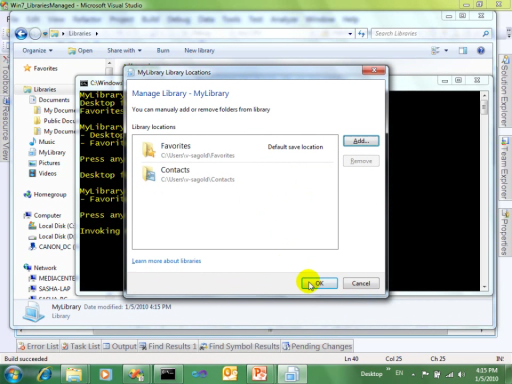 Win7_LibrariesManaged - Microsoft Visual Studio
File Edit View Refactor Project Build Debug Team Data Tools Test Analyze Window Help
Libraries
Search Libraries
Organize Open Share with Burn New library
Favorites
Libraries
Documents
My Docume
Public Docu
My Docume
Music
MyLibrary
Pictures
Videos
Homegroup
Computer
Local Disk (C
Local Disk (D
CANON_DC (
Network
MEDIACENTER
SASHA-LAP
C:\Windows
MyLibrary
Desktop
Favorites
MyLibrary
- Desktop
- Favorit
Press any
Desktop
MyLibrary
- Favorit
Press any
Invoking
MyLibrary Library Locations
Manage Library - MyLibrary
You can manualy add or remove folders from library
Library locations
Favorites Default save location
C:\Users\v-sagold\Favorites
Contacts
C:\Users\v-sagold\Contacts
Add...
Remove
Learn more about libraries
OK Cancel
MyLibrary Date modified: 1/5/2010 4:15 PM
Library
Toolbox
Resource View
Solution Explorer
Team Explorer
Properties
Error List Task List Output Find Results 1 Find Symbol Results Pending Changes
Build succeeded Ln 40 Col 25 Ch 25
Desktop EN 4:15 PM
1/5/2010